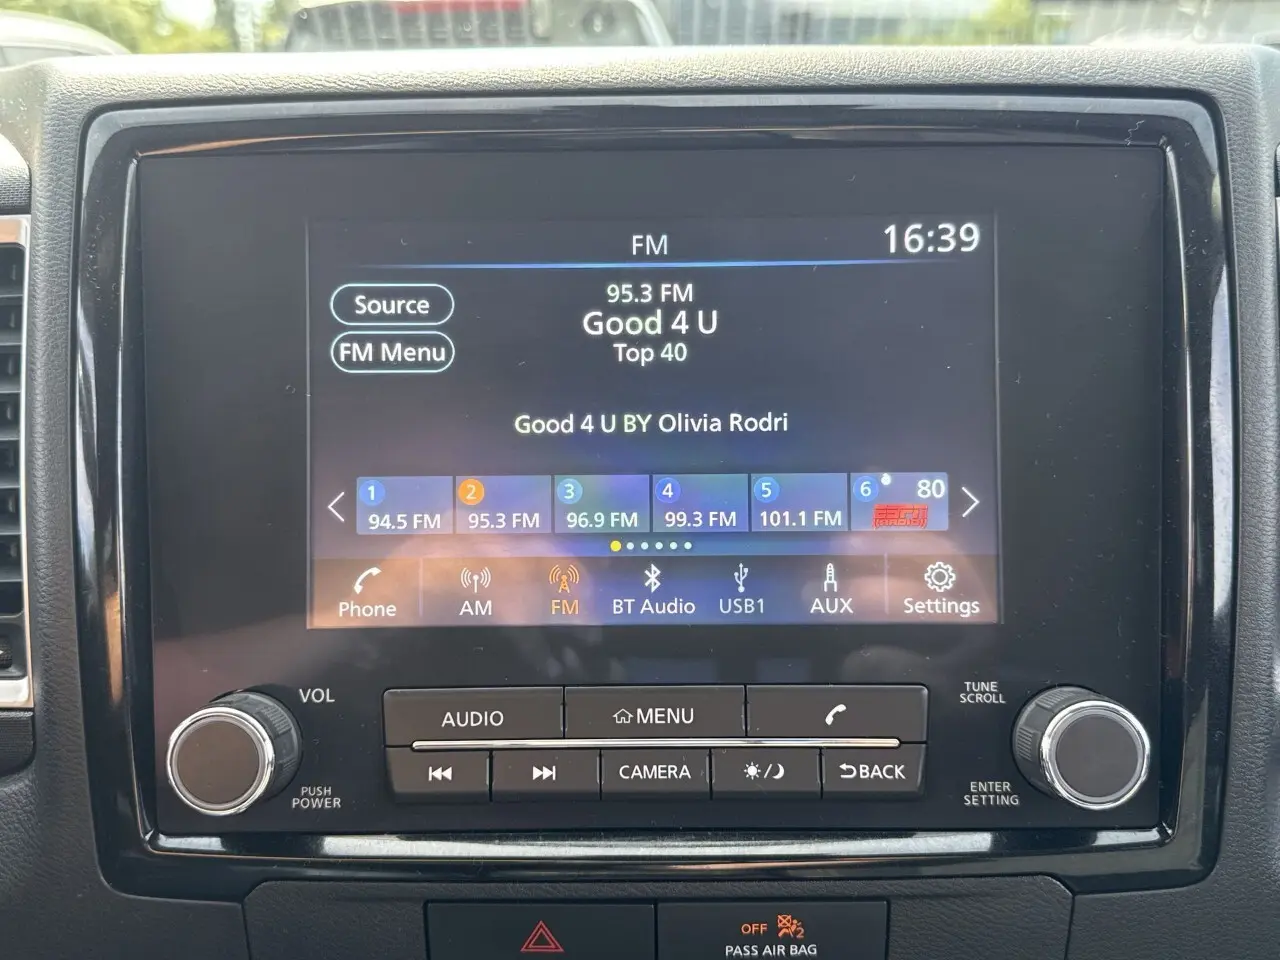 FM
16:39
Source
FM Menu
95.3 FM
Good 4 U
Top 40
Good 4 U BY Olivia Rodri
1
94.5 FM
2
95.3 FM
3
96.9 FM
4
99.3 FM
5
101.1 FM
6
80
Phone
AM
FM
BT Audio
USB1
AUX
Settings
VOL
PUSH
POWER
AUDIO
MENU
CAMERA
BACK
TUNE
SCROLL
ENTER
SETTING
OFF
2
PASS AIR BAG